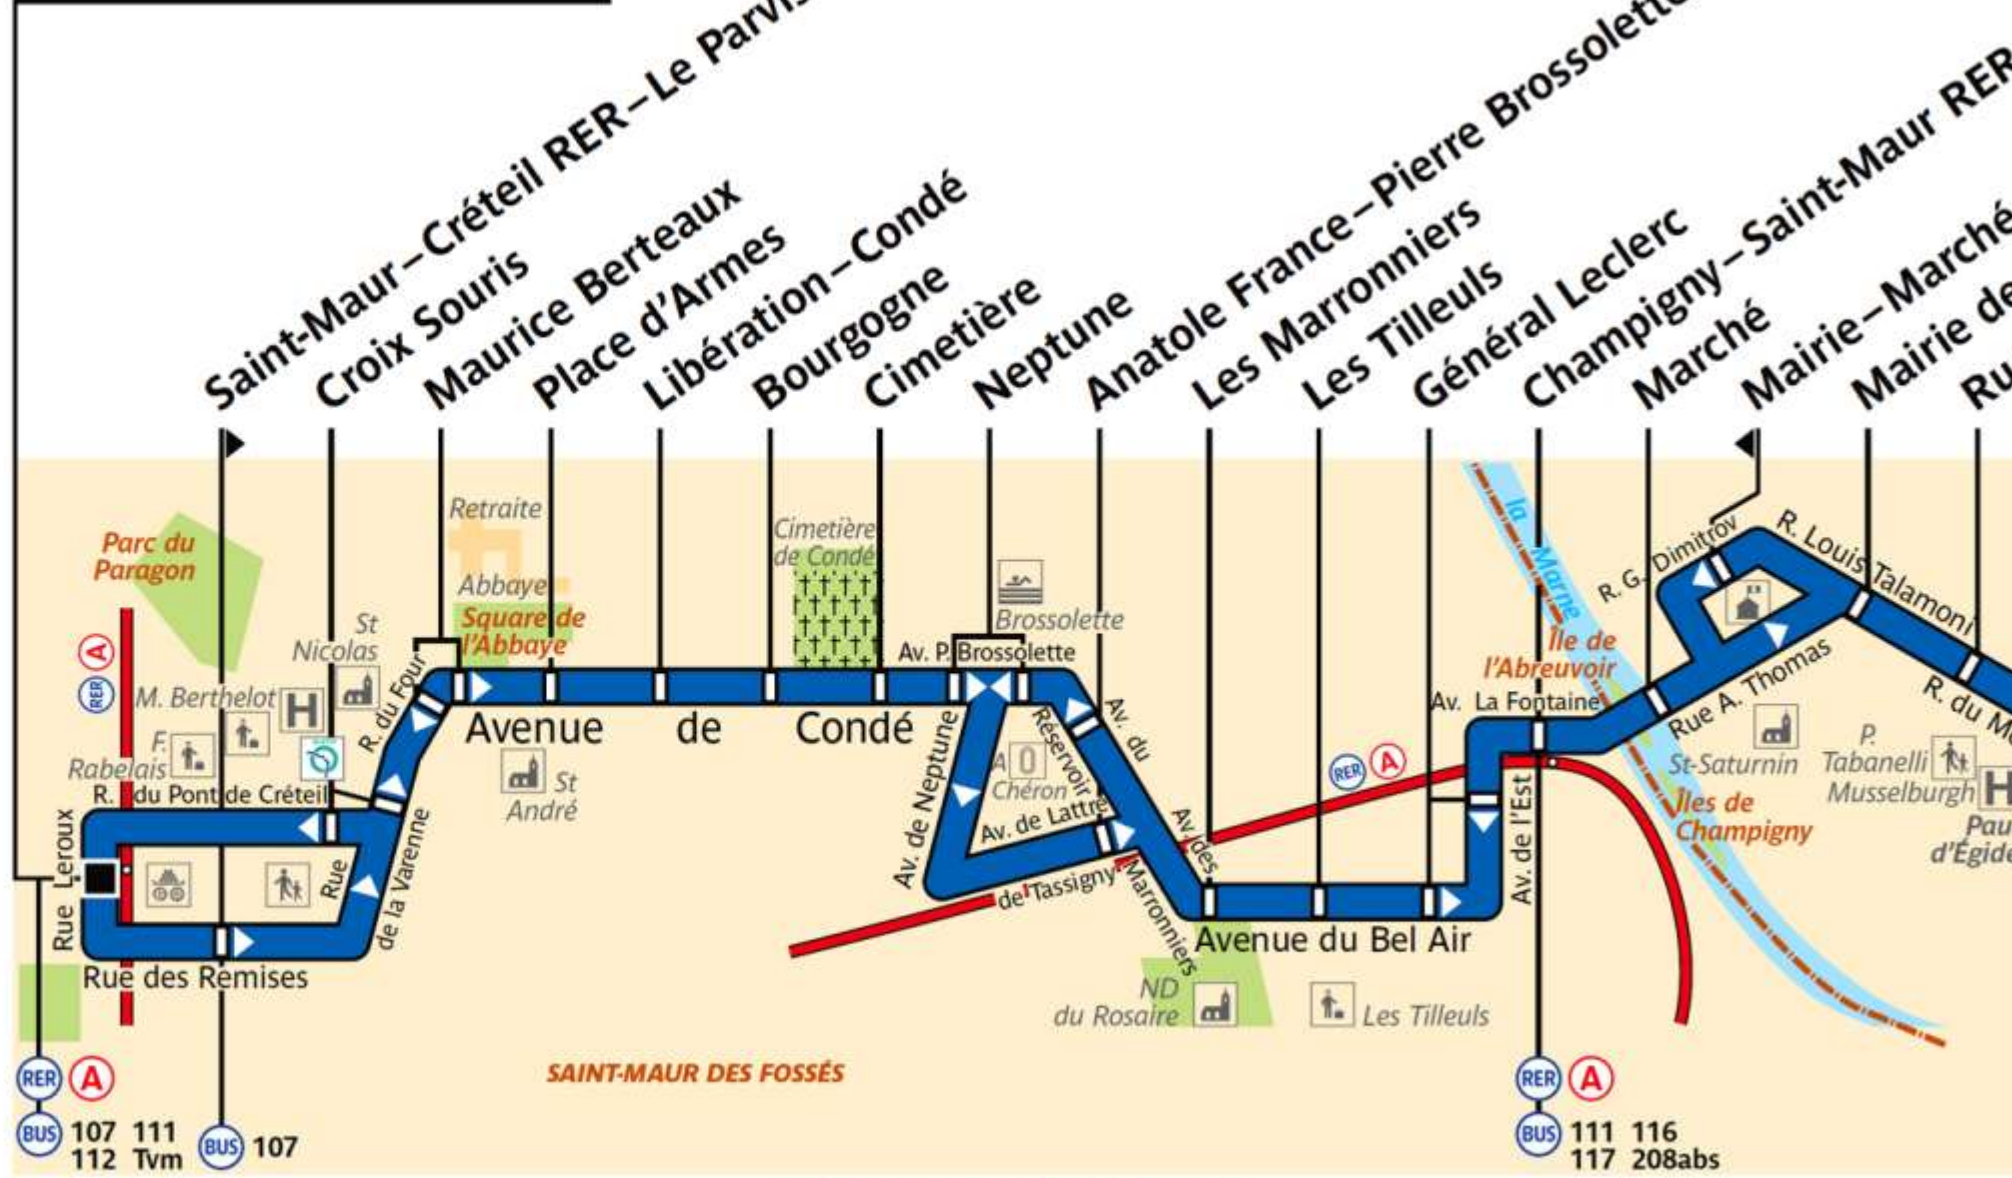 Saint-Maur–Créteil RER–Le Parvis
Croix Souris
Maurice Berteaux
Place d'Armes
Libération–Condé
Bourgogne
Cimetière
Neptune
Anatole France–Pierre Brossolette
Les Marronniers
Les Tilleuls
Général Leclerc
Champigny–Saint-Maur RER
Marché
Mairie–Marché
Mairie de
Parc du
Paragon
Retraite
Abbaye
Square de
l'Abbaye
Cimetière
de Condé
Brossolette
Av. P. Brossolette
la Marne
Île de
l'Abreuvoir
R. G. Dimitrov
R. Louis Talamoni
St
Nicolas
M. Berthelot
H
F.
Rabelais
R. du Pont de Créteil
R. du Four
RER A
Avenue de Condé
St
André
Av. de Neptune
Réservoir
Av. du
A
Chéron
Av. de Lattre
de Tassigny
Av. des
Marronniers
RER A
Av. La Fontaine
Rue A. Thomas
R. du
St-Saturnin
P.
Tabanelli
Musselburgh
H
d'Égide
Îles de
Champigny
Rue Leroux
Rue
de la Varenne
Rue des Remises
Av. de l'Est
Avenue du Bel Air
ND
du Rosaire
Les Tilleuls
SAINT-MAUR DES FOSSÉS
RER A
BUS 107 111
112 Tvm
BUS 107
RER A
BUS 111 116
117 208abs